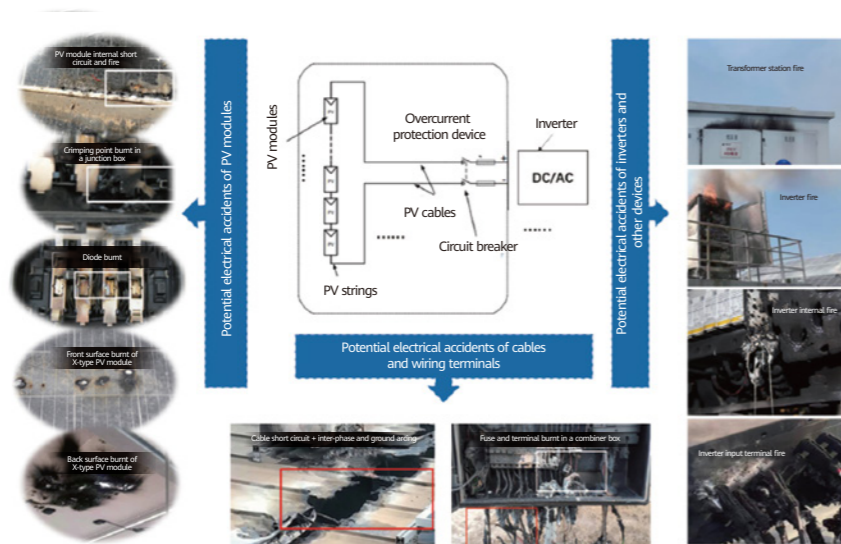 PV module internal short
circuit and fire
Crimping point burnt in
a junction box
Diode burnt
Front surface burnt of
X-type PV module
Back surface burnt of
X-type PV module
Potential electrical accidents of PV modules
PV modules
Overcurrent
protection device
Inverter
DC/AC
PV cables
Circuit breaker
PV strings
Potential electrical accidents of cables
and wiring terminals
Cable short circuit + inter-phase and ground arcing
Fuse and terminal burnt in a combiner box
Potential electrical accidents of inverters and
other devices
Transformer station fire
Inverter fire
Inverter internal fire
Inverter input terminal fire